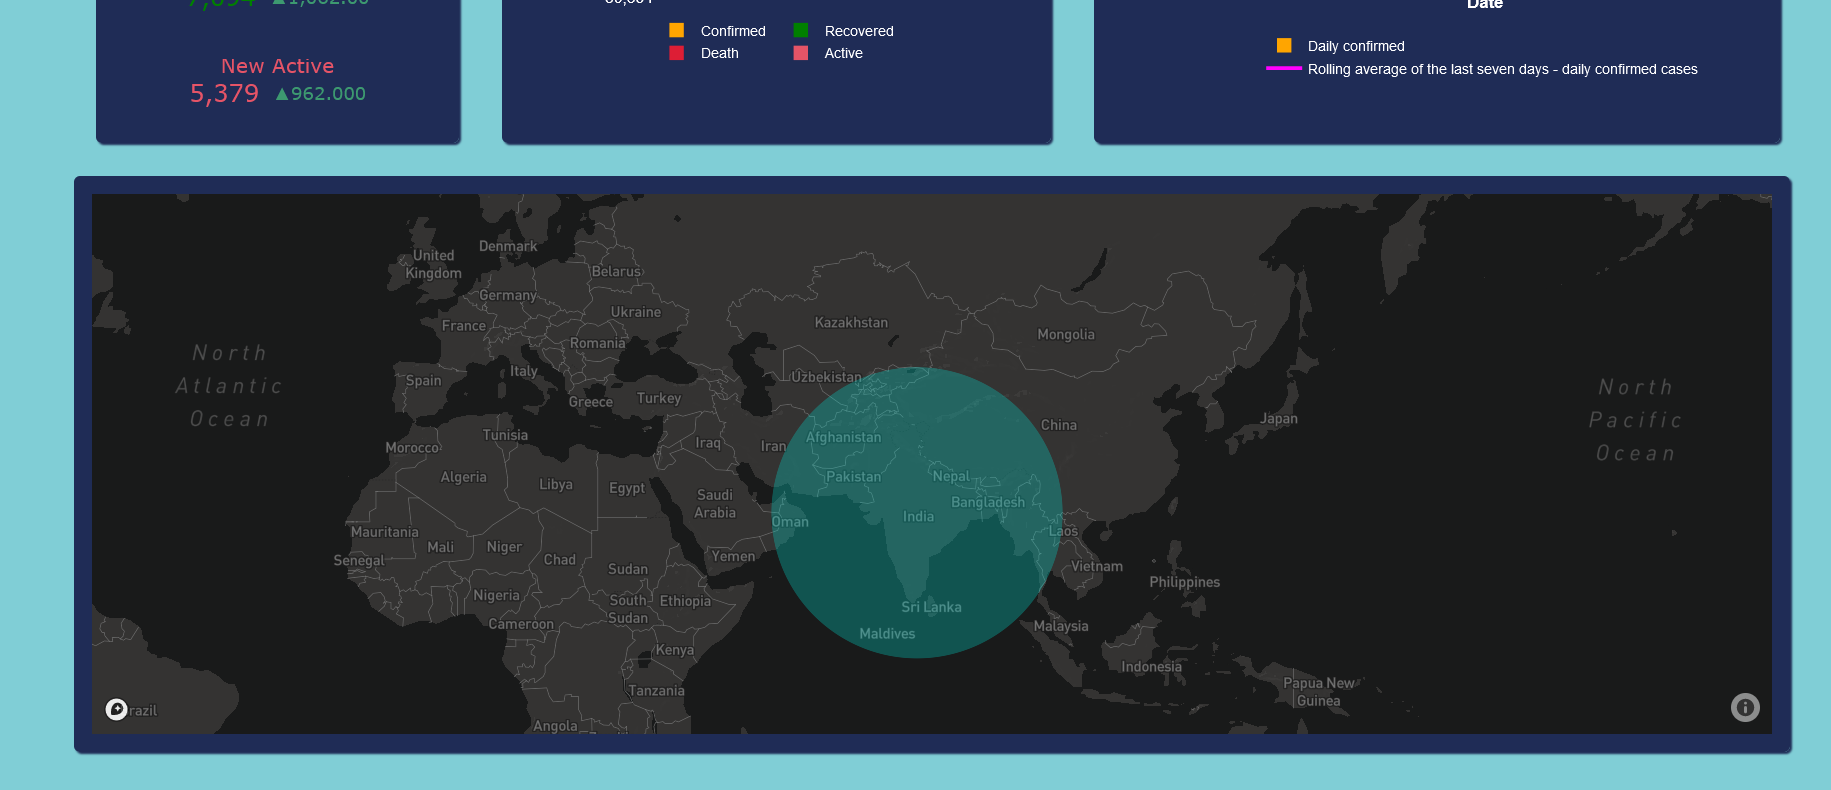 ▲1,062.00
New Active
5,379 ▲962.000
Confirmed
Recovered
Death
Active
Date
Daily confirmed
Rolling average of the last seven days - daily confirmed cases
Denmark
United
Kingdom
Belarus
Germany
Ukraine
France
Kazakhstan
Mongolia
Romania
North
Atlantic
Ocean
Italy
Spain
Uzbekistan
Greece
Turkey
North
Pacific
Ocean
Japan
China
Tunisia
Morocco
Iraq
Iran
Afghanistan
Algeria
Libya
Egypt
Pakistan
Nepal
Saudi
Arabia
Bangladesh
India
Oman
Laos
Mauritania
Mali
Niger
Chad
Senegal
Yemen
Sudan
Vietnam
Philippines
Nigeria
South
Sudan
Ethiopia
Sri Lanka
Cameroon
Maldives
Malaysia
Kenya
Indonesia
Tanzania
Papua New
Guinea
razil
Angola